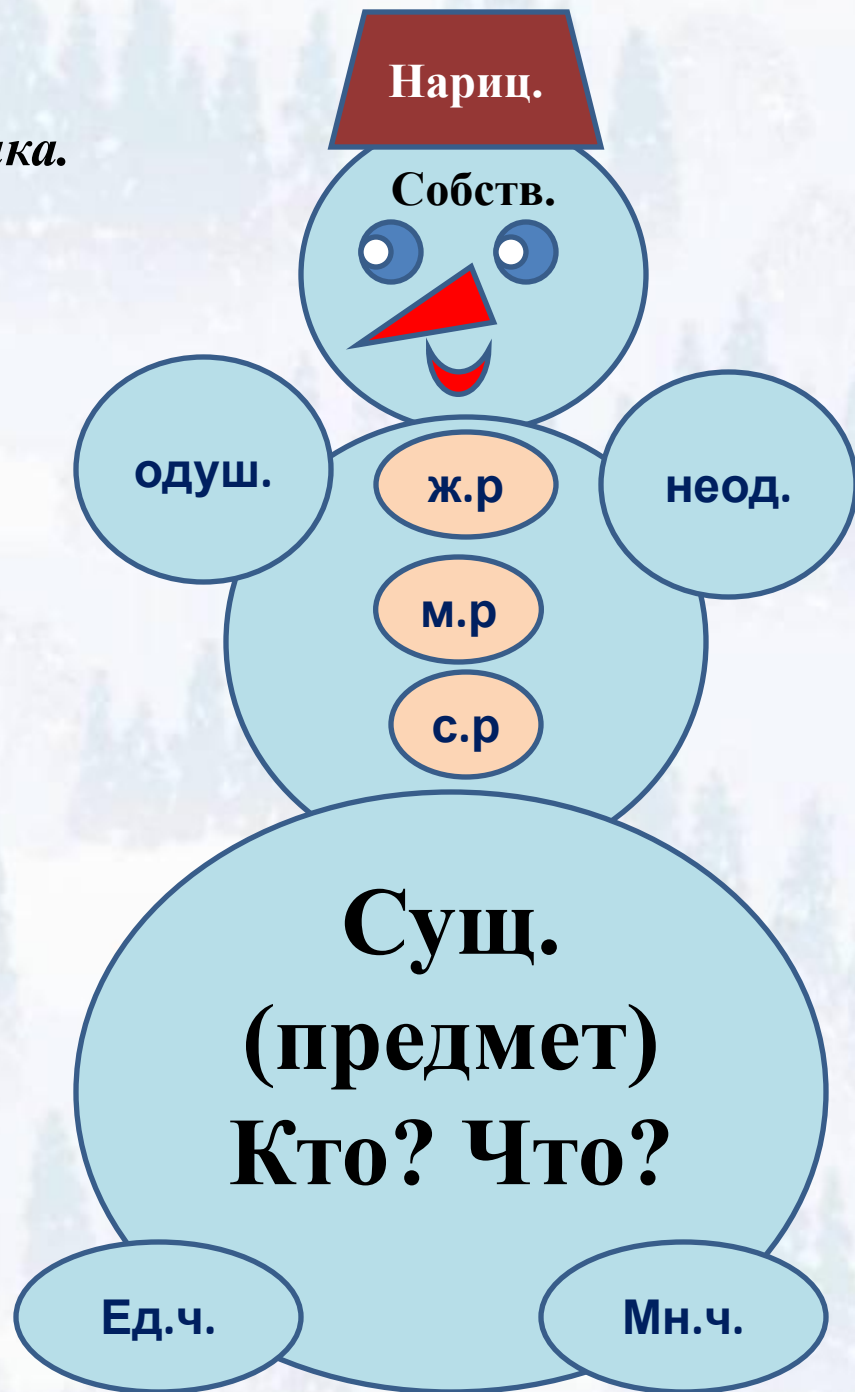 Нариц.
Собств.
одуш.
ж.р
неод.
м.р
с.р
Сущ.
(предмет)
Кто? Что?
Ед.ч.
Мн.ч.